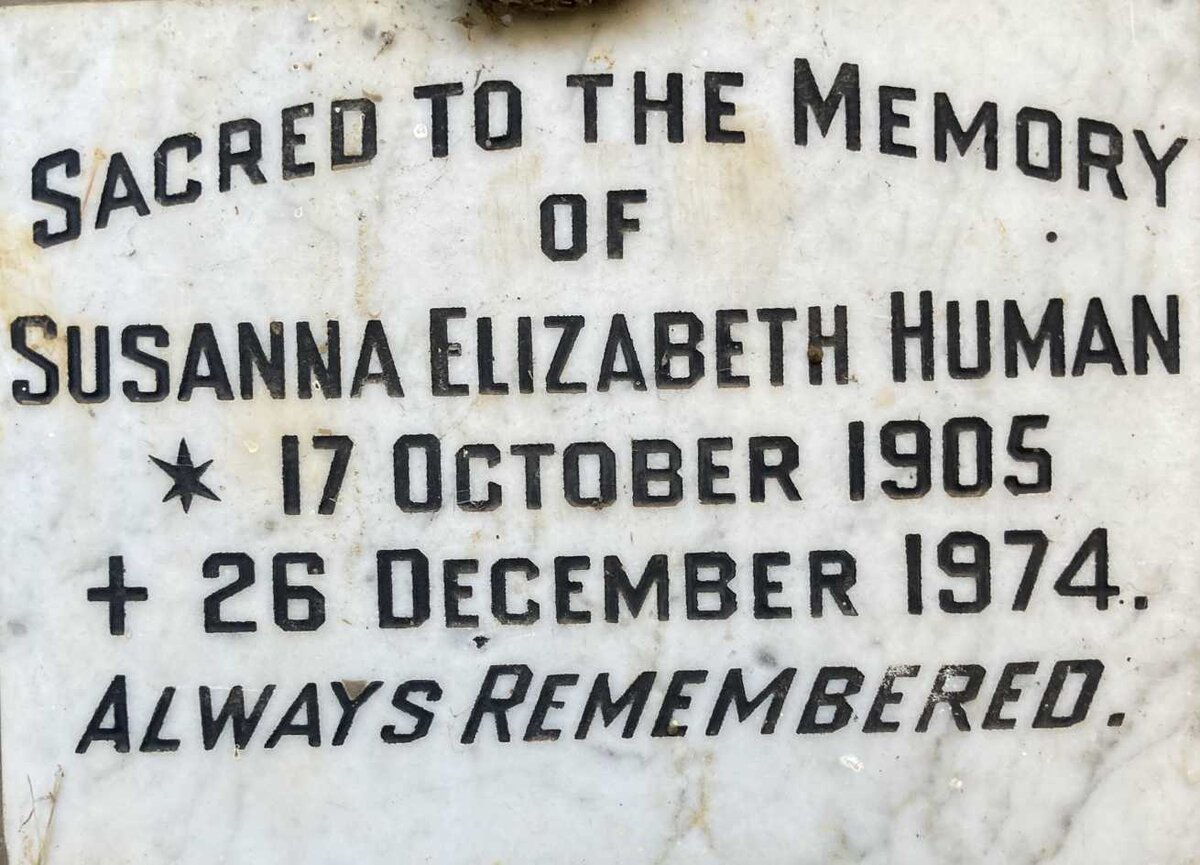 SACRED TO THE MEMORY
OF
SUSANNA ELIZABETH HUMAN
* 17 OCTOBER 1905
+ 26 DECEMBER 1974.
ALWAYS REMEMBERED.